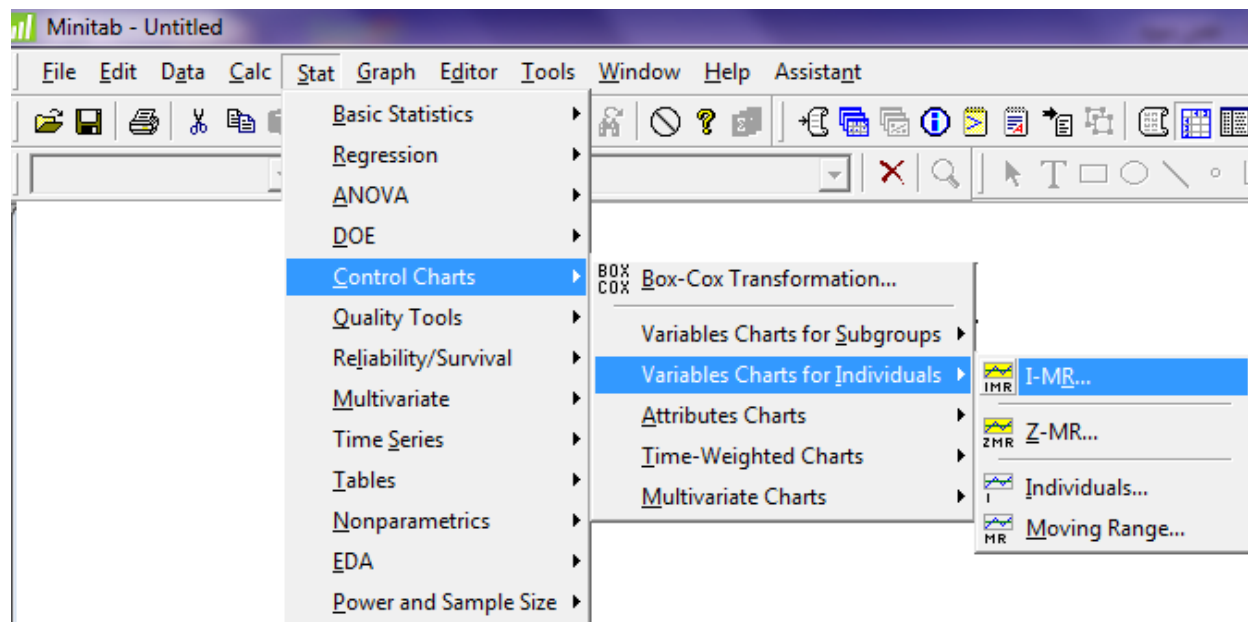 Minitab - Untitled
File Edit Data Calc Stat Graph Editor Tools Window Help Assistant
Basic Statistics
Regression
ANOVA
DOE
Control Charts
Quality Tools
Reliability/Survival
Multivariate
Time Series
Tables
Nonparametrics
EDA
Power and Sample Size
BOX COX Box-Cox Transformation...
Variables Charts for Subgroups
Variables Charts for Individuals
Attributes Charts
Time-Weighted Charts
Multivariate Charts
IMR I-MR...
ZMR Z-MR...
I Individuals...
MR Moving Range...